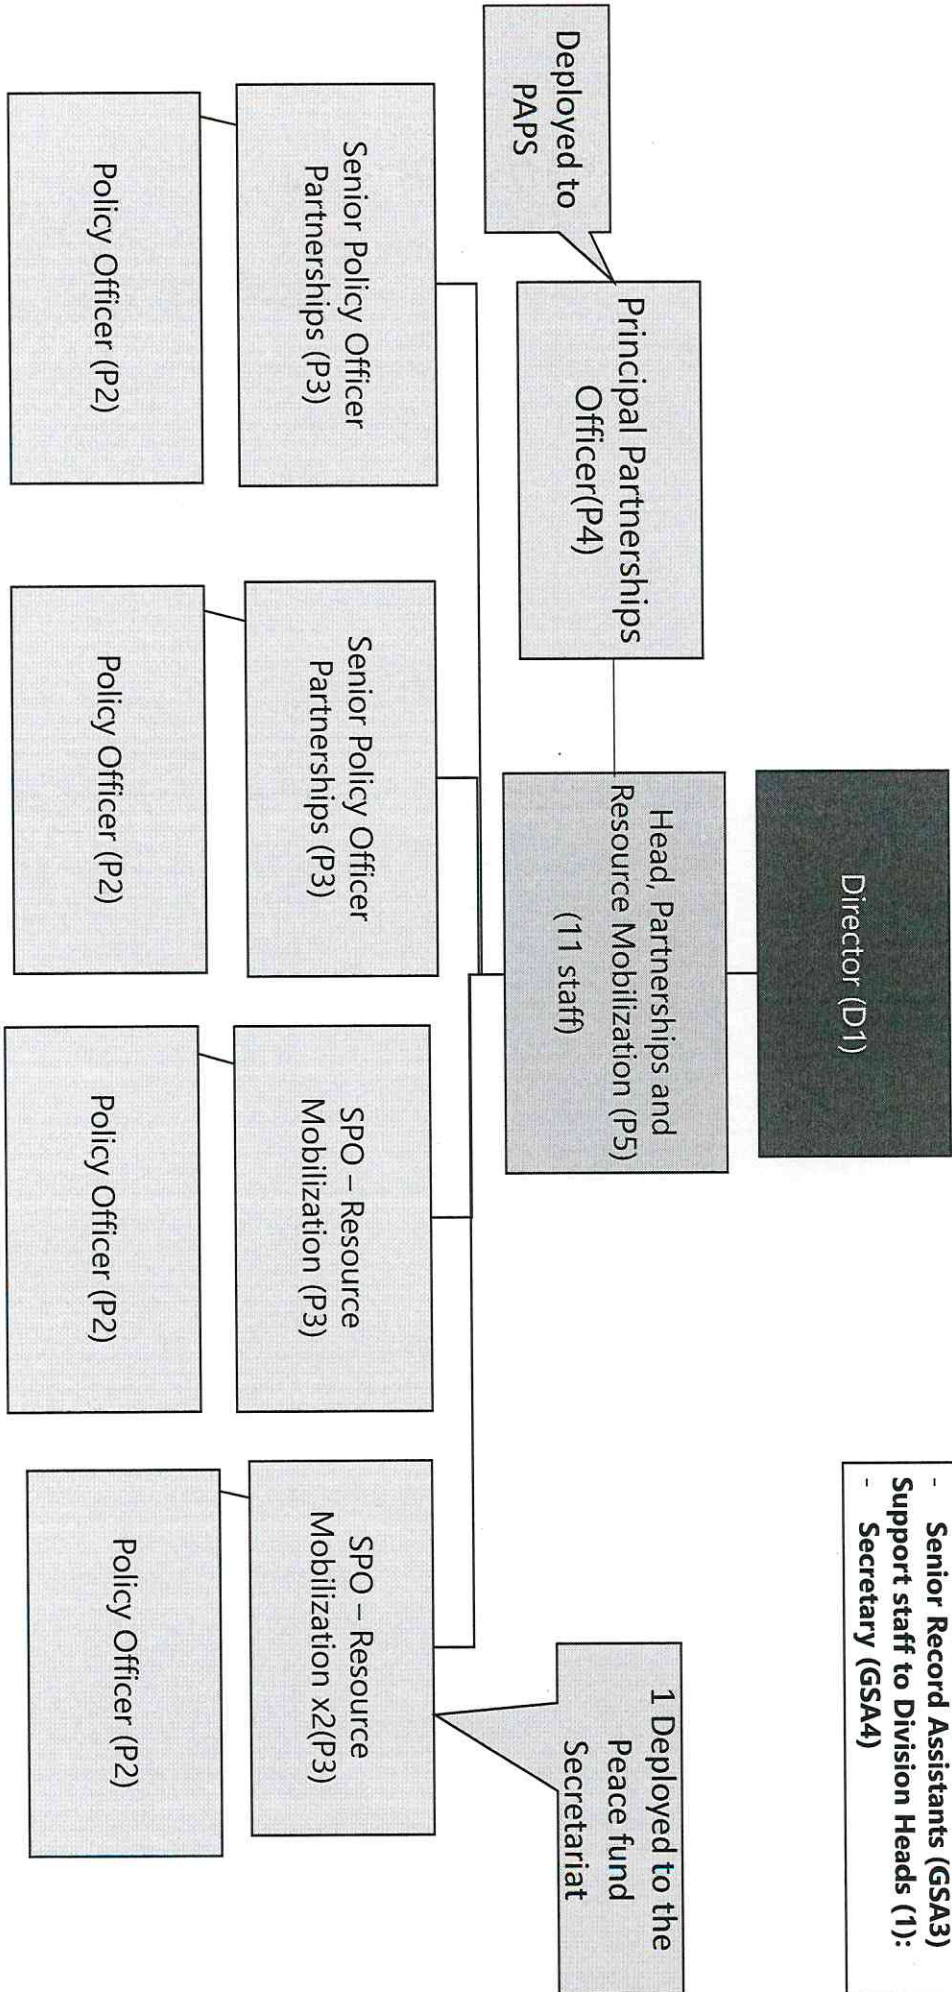 - Senior Record Assistants (GSA3)
Support staff to Division Heads (1):
- Secretary (GSA4)
Director (D1)
Head, Partnerships and
Resource Mobilization (P5)
(11 staff)
Deployed to
PAPS
Principal Partnerships
Officer(P4)
1 Deployed to the
Peace fund
Secretariat
Senior Policy Officer
Partnerships (P3)
Senior Policy Officer
Partnerships (P3)
SPO – Resource
Mobilization (P3)
SPO – Resource
Mobilization x2(P3)
Policy Officer (P2)
Policy Officer (P2)
Policy Officer (P2)
Policy Officer (P2)